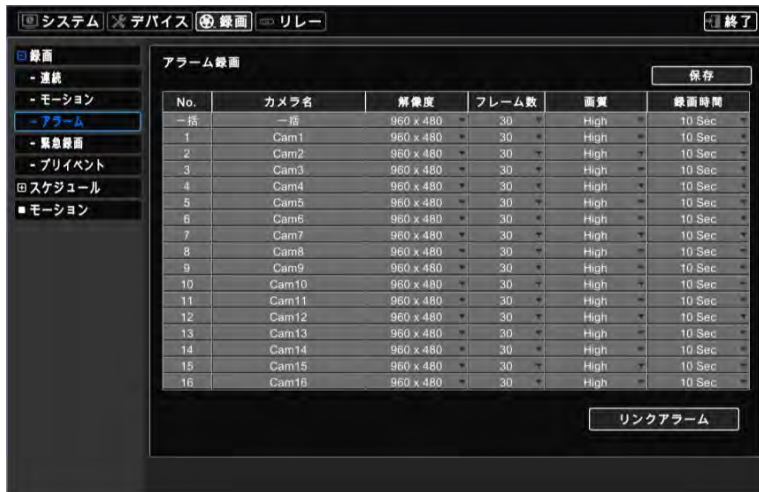 システム デバイス 録画 リレー 終了
録画
- 連続
- モーション
- アラーム
- 緊急録画
- プリイベント
スケジュール
モーション
アラーム録画
保存
No. カメラ名 解像度 フレーム数 画質 録画時間
一括 一括 960 x 480 30 High 10 Sec
1 Cam1 960 x 480 30 High 10 Sec
2 Cam2 960 x 480 30 High 10 Sec
3 Cam3 960 x 480 30 High 10 Sec
4 Cam4 960 x 480 30 High 10 Sec
5 Cam5 960 x 480 30 High 10 Sec
6 Cam6 960 x 480 30 High 10 Sec
7 Cam7 960 x 480 30 High 10 Sec
8 Cam8 960 x 480 30 High 10 Sec
9 Cam9 960 x 480 30 High 10 Sec
10 Cam10 960 x 480 30 High 10 Sec
11 Cam11 960 x 480 30 High 10 Sec
12 Cam12 960 x 480 30 High 10 Sec
13 Cam13 960 x 480 30 High 10 Sec
14 Cam14 960 x 480 30 High 10 Sec
15 Cam15 960 x 480 30 High 10 Sec
16 Cam16 960 x 480 30 High 10 Sec
リンクアラーム